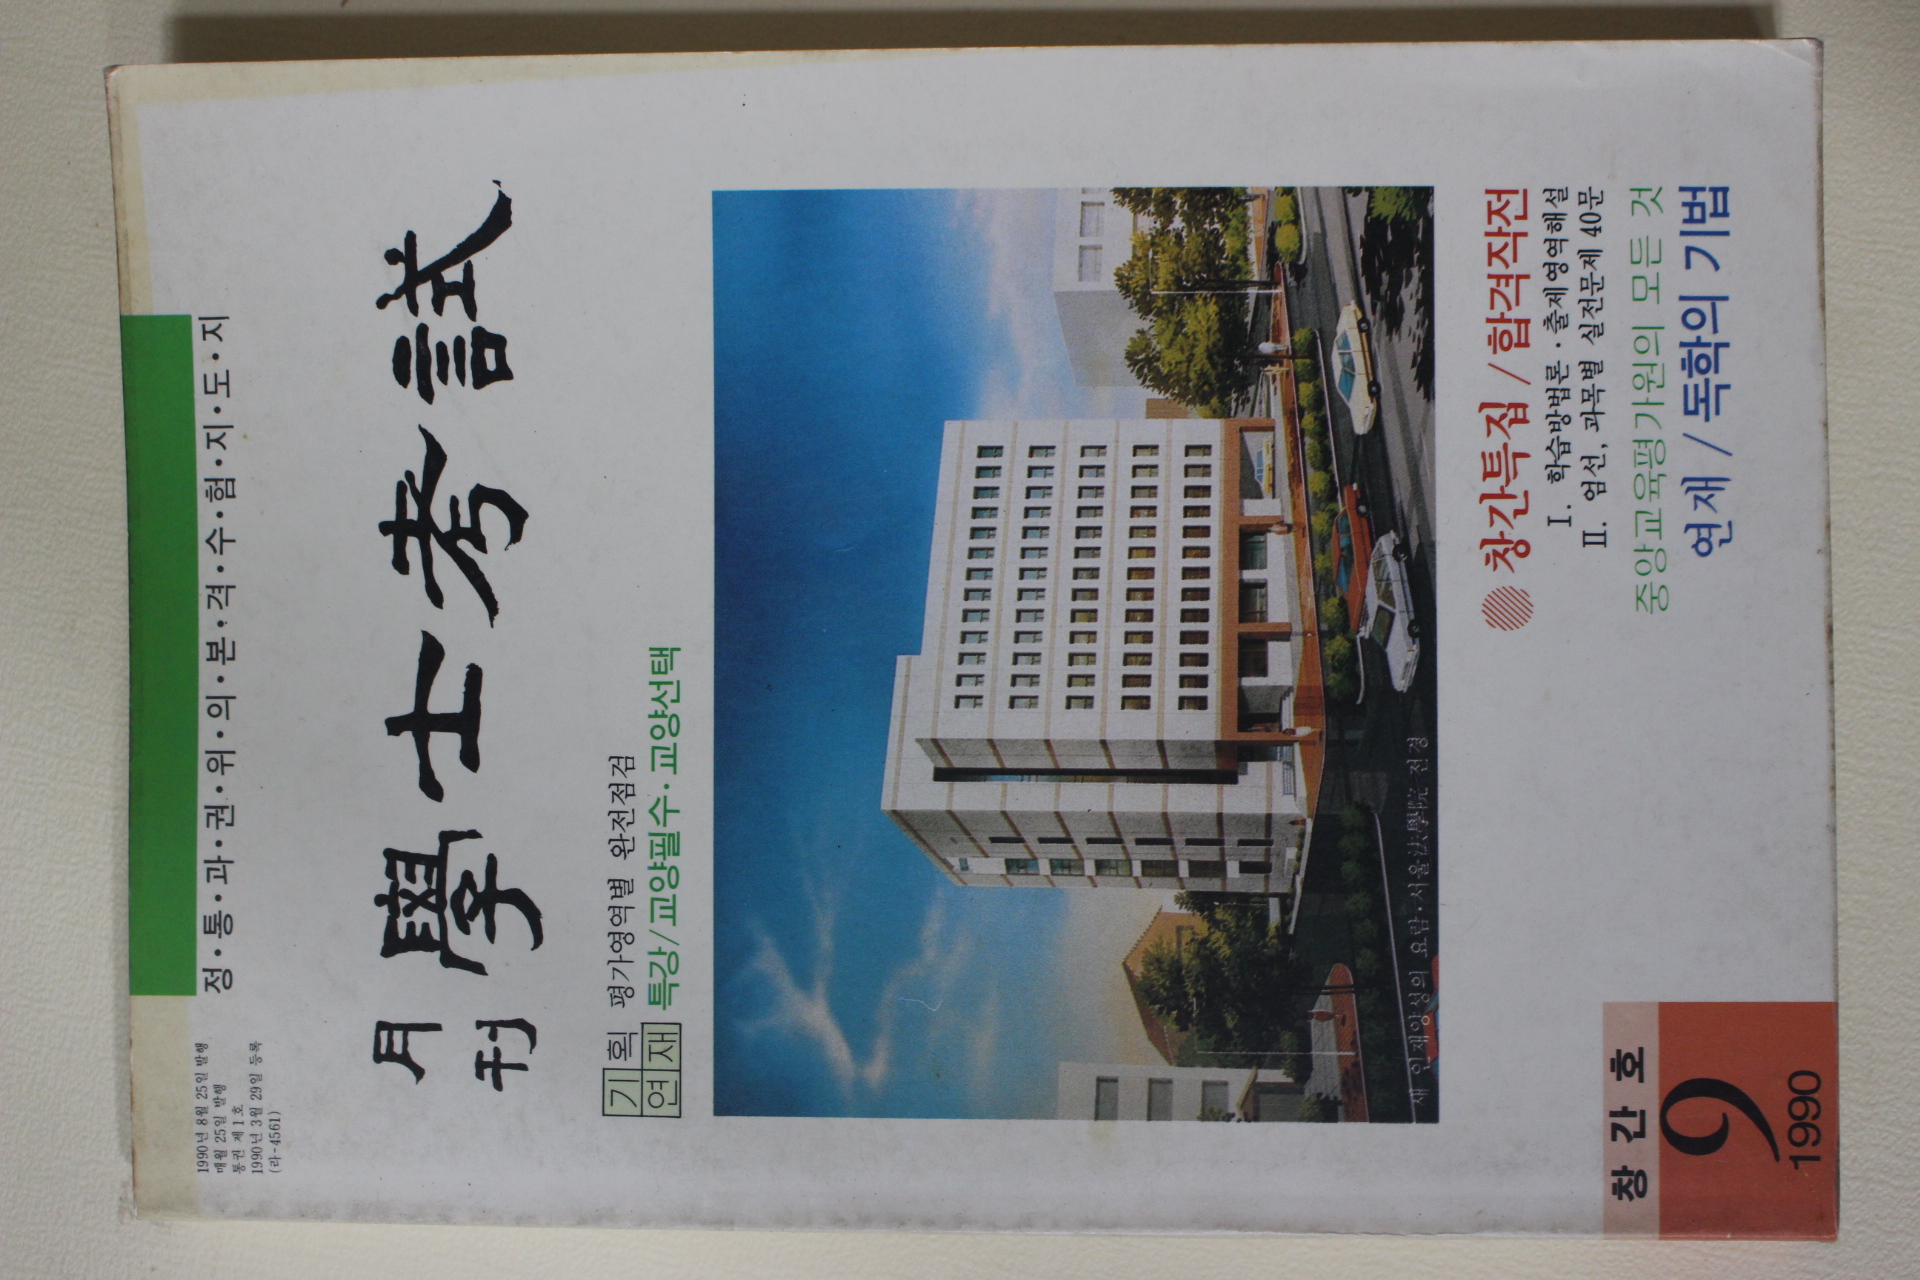 1990년 8월 25일 발행
매월 25일 발행
통권 제1호
1990년 3월 29일 등록
(라-4561)
정·통·과·권·위·의·본·격·수·험·지·도·지
月刊 學士考試
기획 평가영역별 완전점검
연재 특강/교양필수·교양선택
새 인재양성의 요람·서울法學院 전경
창간특집/합격작전
I. 학습방법론·출제영역해설
II. 엄선, 과목별 실전문제 40문
중앙교육평가원의 모든 것
연재/독학의 기법
창간호
9
1990